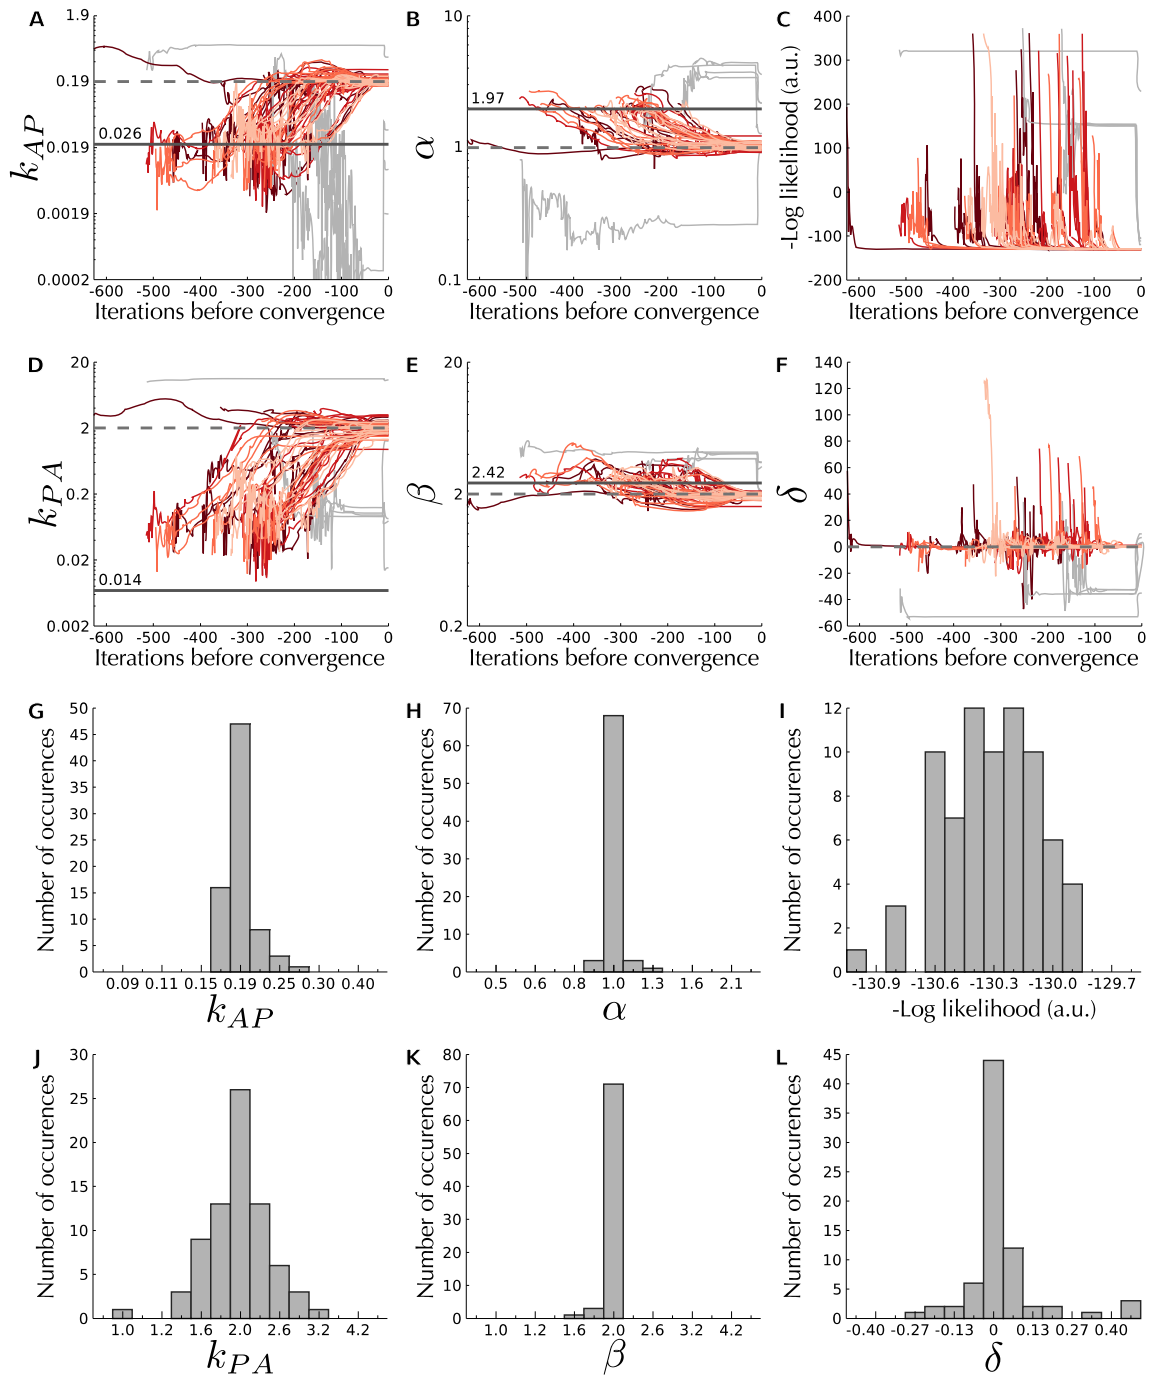 A
1.9
0.19
0.019
0.0019
0.0002
0.026
k_{AP}
-600 -500 -400 -300 -200 -100 0
Iterations before convergence
B
10
1
0.1
1.97
α
-600 -500 -400 -300 -200 -100 0
Iterations before convergence
C
400
300
200
100
0
-100
-200
-Log likelihood (a.u.)
-600 -500 -400 -300 -200 -100 0
Iterations before convergence
D
20
2
0.2
0.02
0.002
0.014
k_{PA}
-600 -500 -400 -300 -200 -100 0
Iterations before convergence
E
20
2
0.2
2.42
β
-600 -500 -400 -300 -200 -100 0
Iterations before convergence
F
140
120
100
80
60
40
20
0
-20
-40
-60
δ
-600 -500 -400 -300 -200 -100 0
Iterations before convergence
G
50
45
40
35
30
25
20
15
10
5
0
Number of occurences
0.09 0.11 0.15 0.19 0.25 0.30 0.40
k_{AP}
H
70
60
50
40
30
20
10
0
Number of occurences
0.5 0.6 0.8 1.0 1.3 1.6 2.1
α
I
12
10
8
6
4
2
0
Number of occurences
-130.9 -130.6 -130.3 -130.0 -129.7
-Log likelihood (a.u.)
J
30
25
20
15
10
5
0
Number of occurences
1.0 1.2 1.6 2.0 2.6 3.2 4.2
k_{PA}
K
80
70
60
50
40
30
20
10
0
Number of occurences
1.0 1.2 1.6 2.0 2.6 3.2 4.2
β
L
45
40
35
30
25
20
15
10
5
0
Number of occurences
-0.40 -0.27 -0.13 0 0.13 0.27 0.40
δ